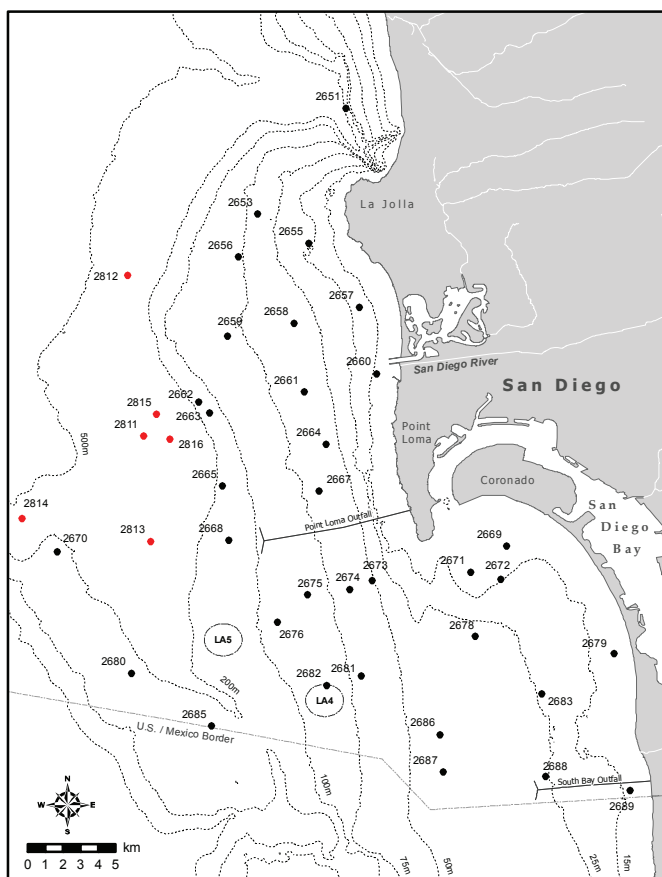 2651
La Jolla
2653
2655
2656
2812
2657
2658
2659
San Diego River
2660
San Diego
2661
2662
2815
2663
2811
2816
Point
Loma
2664
500m
2665
2667
Coronado
2814
Point Loma Outfall
San
Diego
Bay
2670
2813
2668
2669
2671
2672
2673
2674
2675
2676
2678
LA5
2679
2680
200m
2682
2681
LA4
2683
2685
U.S. / Mexico Border
2686
2687
2688
South Bay Outfall
2689
N
W
E
S
100m
75m
50m
25m
15m
0 1 2 3 4 5
km